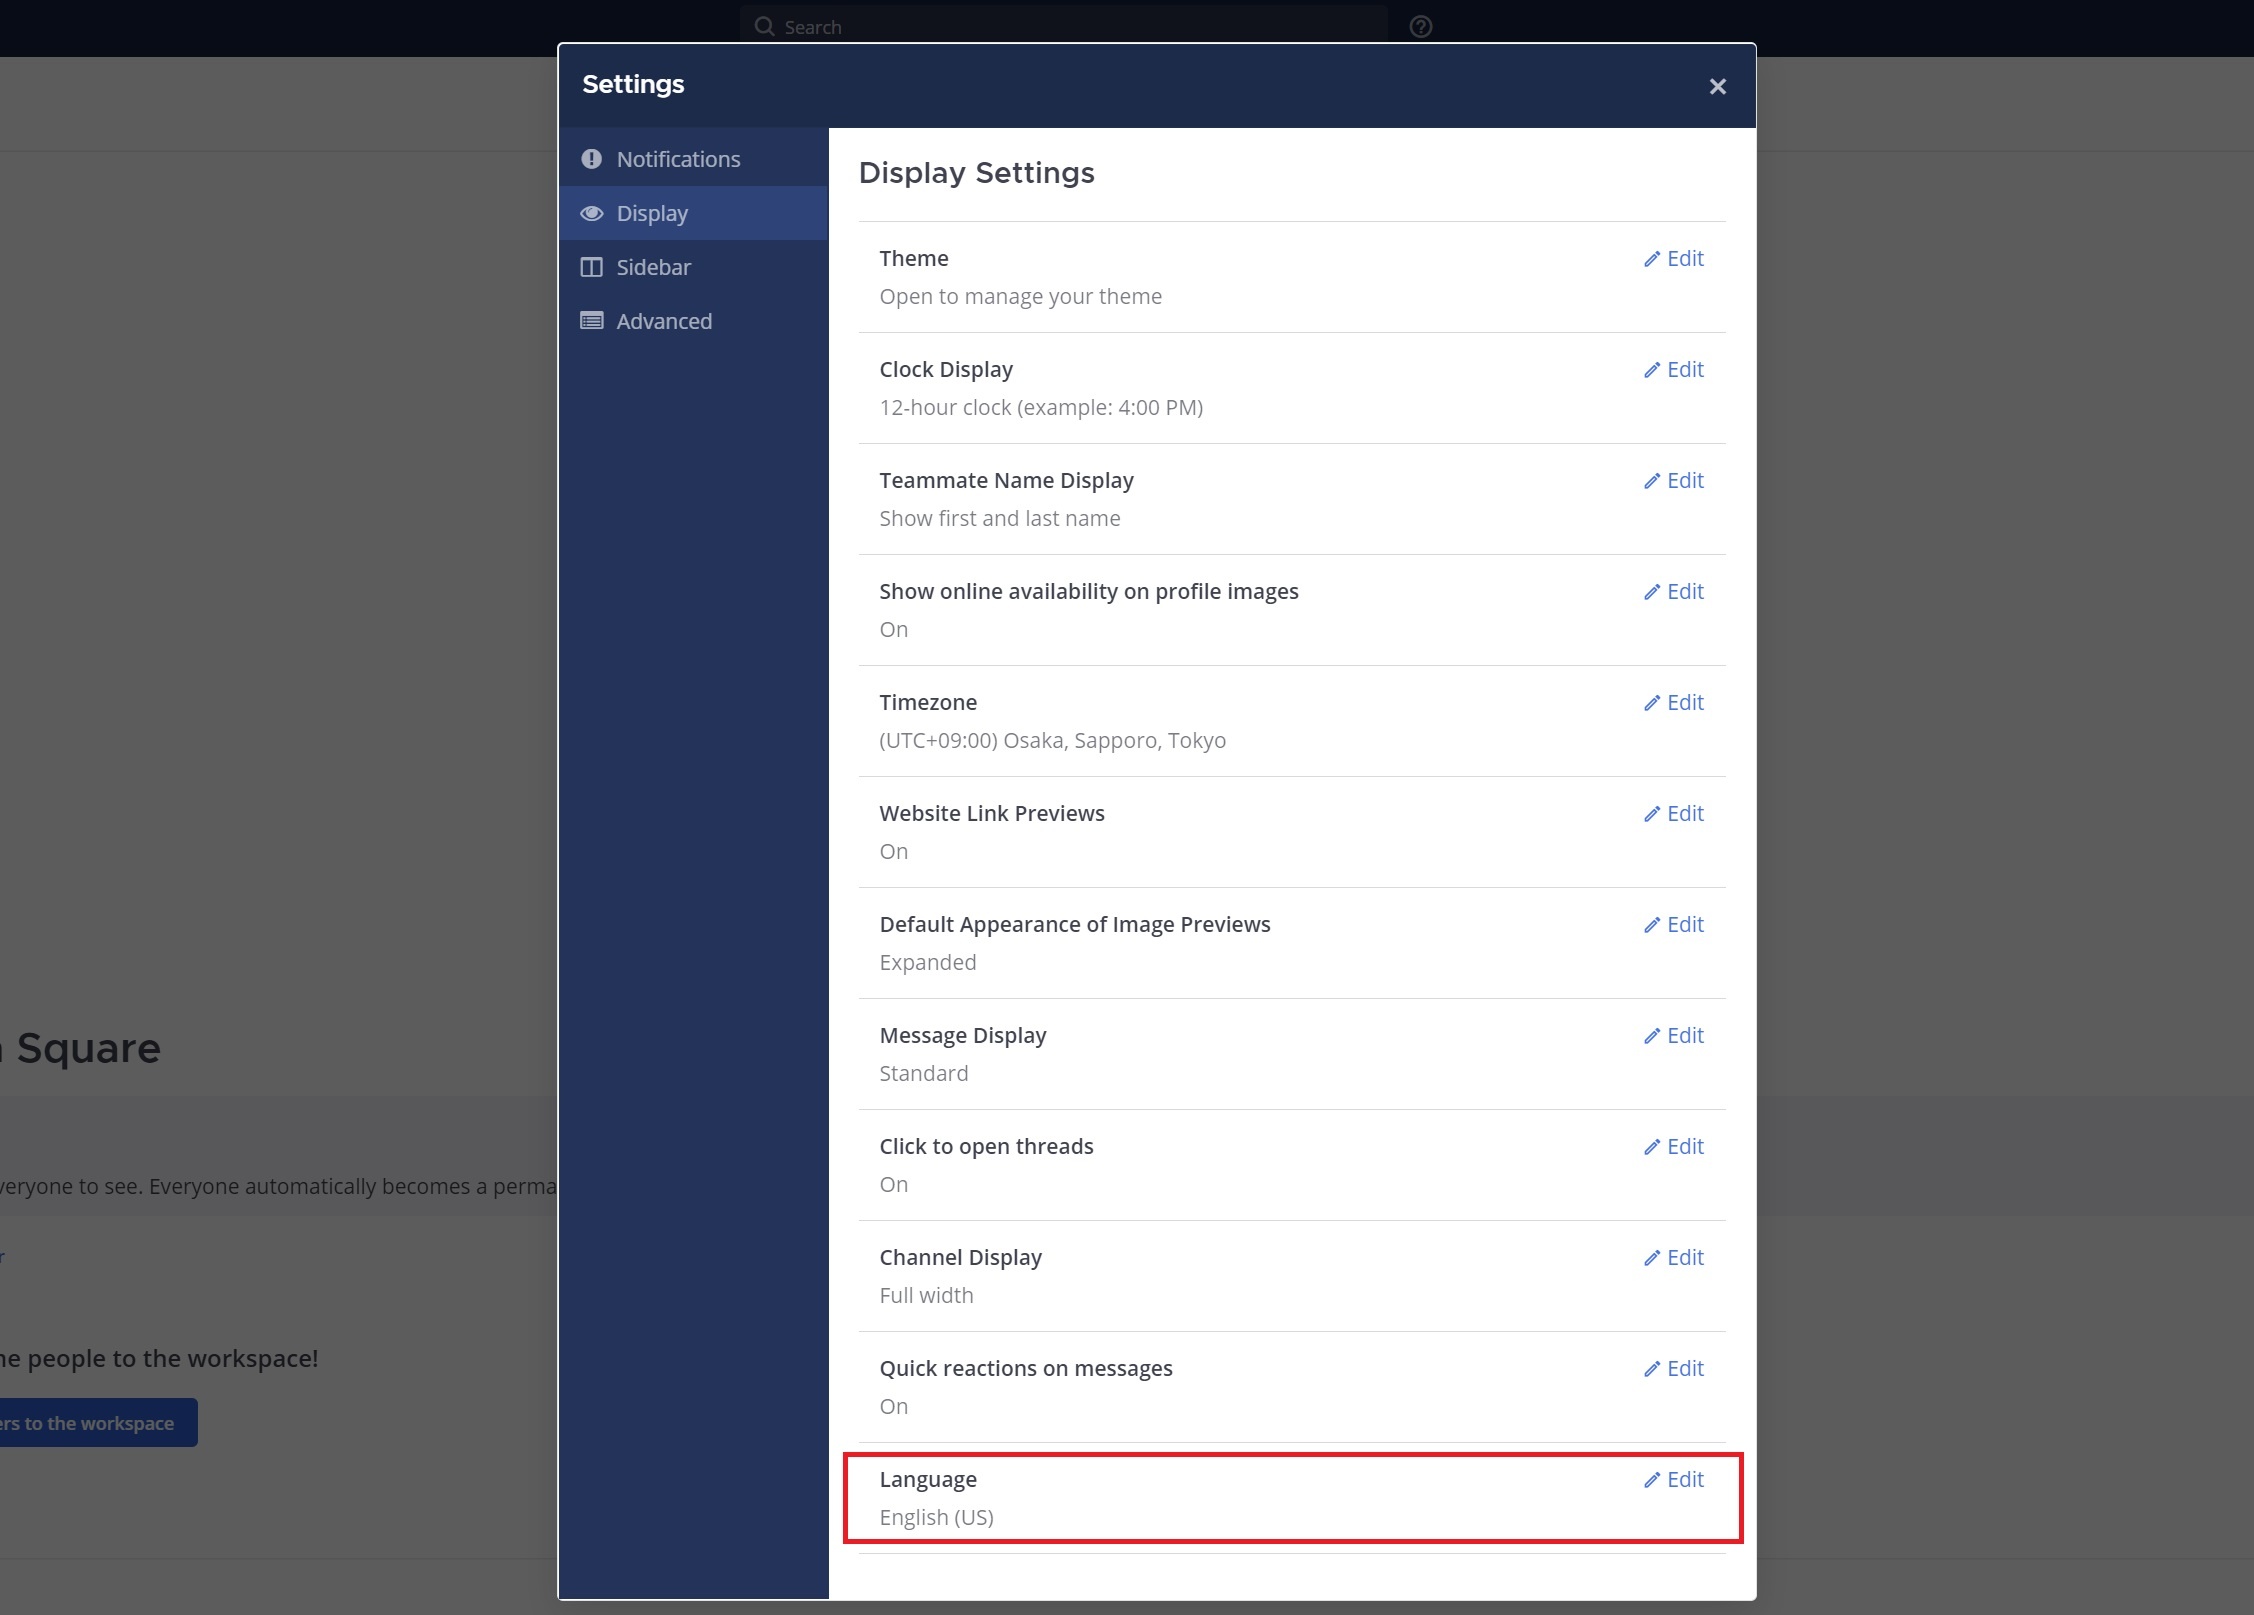 Search
Settings
Notifications
Display
Sidebar
Advanced
Display Settings
Theme
Edit
Open to manage your theme
Clock Display
Edit
12-hour clock (example: 4:00 PM)
Teammate Name Display
Edit
Show first and last name
Show online availability on profile images
Edit
On
Timezone
Edit
(UTC+09:00) Osaka, Sapporo, Tokyo
Website Link Previews
Edit
On
Default Appearance of Image Previews
Edit
Expanded
Message Display
Edit
Standard
Click to open threads
Edit
On
Channel Display
Edit
Full width
Quick reactions on messages
Edit
On
Language
Edit
English (US)
Square
to see. Everyone automatically becomes a
people to the workspace!
to the workspace